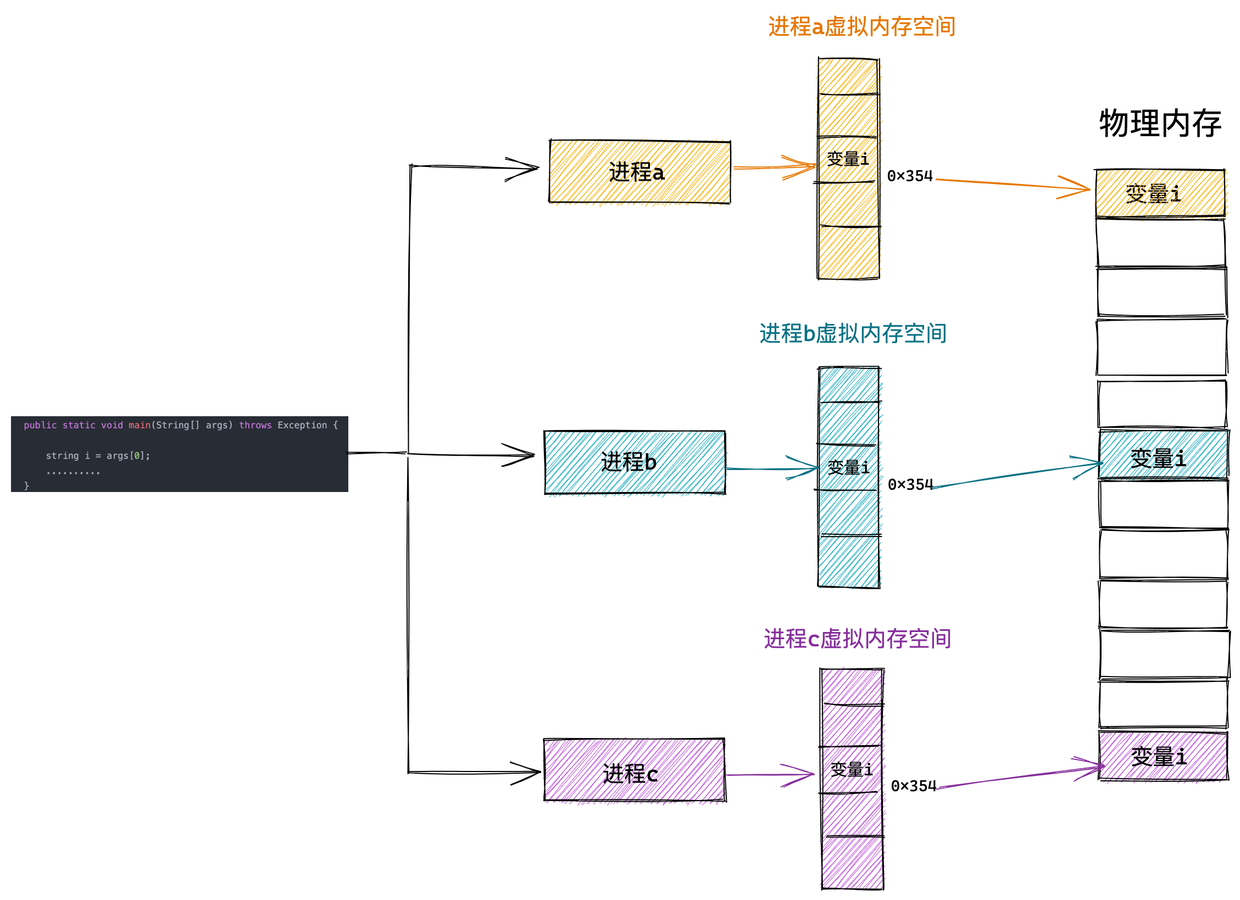 进程a虚拟内存空间
物理内存
进程a
变量i
0×354
变量i
进程b虚拟内存空间
public static void main(String[] args) throws Exception {
string i = args[0];
..........
}
进程b
变量i
0×354
变量i
进程c虚拟内存空间
进程c
变量i
0×354
变量i